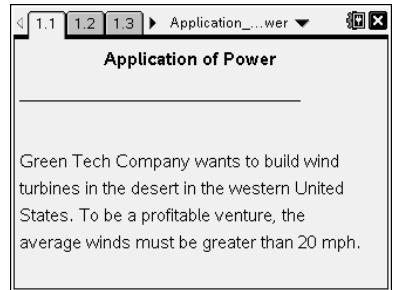 1.1 1.2 1.3 Application_...wer
Application of Power
Green Tech Company wants to build wind
turbines in the desert in the western United
States. To be a profitable venture, the
average winds must be greater than 20 mph.